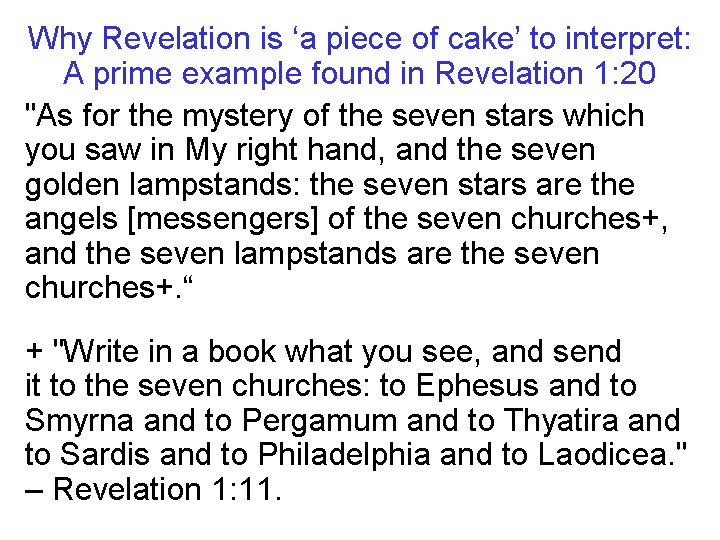 Why Revelation is ‘a piece of cake’ to interpret:
A prime example found in Revelation 1:20
"As for the mystery of the seven stars which
you saw in My right hand, and the seven
golden lampstands: the seven stars are the
angels [messengers] of the seven churches+,
and the seven lampstands are the seven
churches+.“
+ "Write in a book what you see, and send
it to the seven churches: to Ephesus and to
Smyrna and to Pergamum and to Thyatira and
to Sardis and to Philadelphia and to Laodicea. "
– Revelation 1:11.